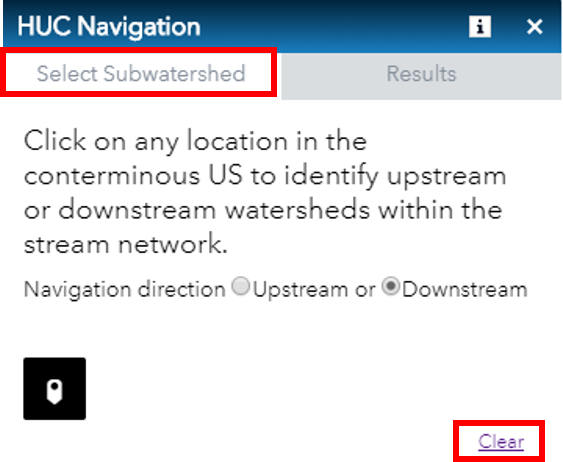 HUC Navigation
Select Subwatershed
Results
Click on any location in the
conterminous US to identify upstream
or downstream watersheds within the
stream network.
Navigation direction Upstream or Downstream
Clear